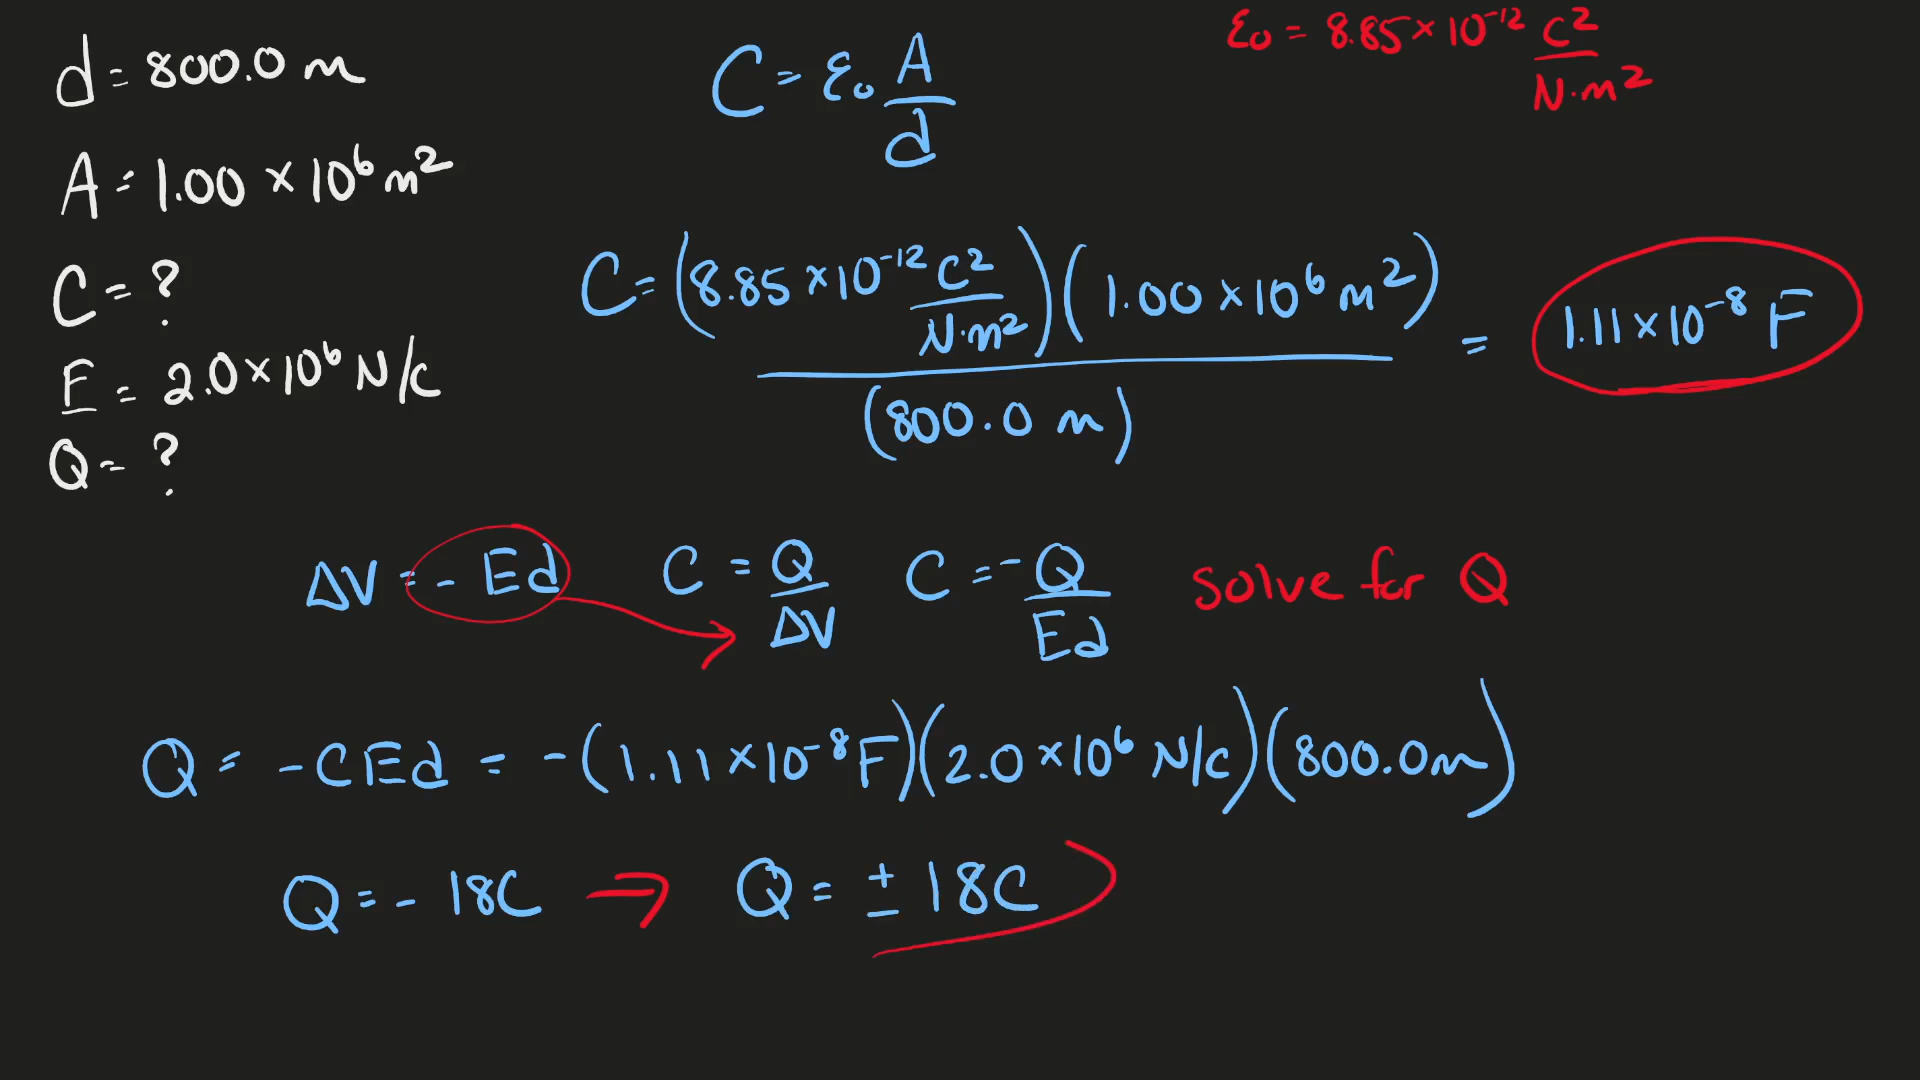 d = 800.0 m
A = 1.00 × 10⁶ m²
C = ?
E = 2.0 × 10⁶ N/C
Q = ?
C = ε₀ A/d
ε₀ = 8.85 × 10⁻¹² C²/N·m²
C = (8.85 × 10⁻¹² C²/N·m²)(1.00 × 10⁶ m²) / (800.0 m) = 1.11 × 10⁻⁸ F
ΔV = - Ed C = Q/ΔV C = - Q/Ed solve for Q
Q = - CEd = - (1.11 × 10⁻⁸ F)(2.0 × 10⁶ N/C)(800.0 m)
Q = - 18C → Q = ± 18C